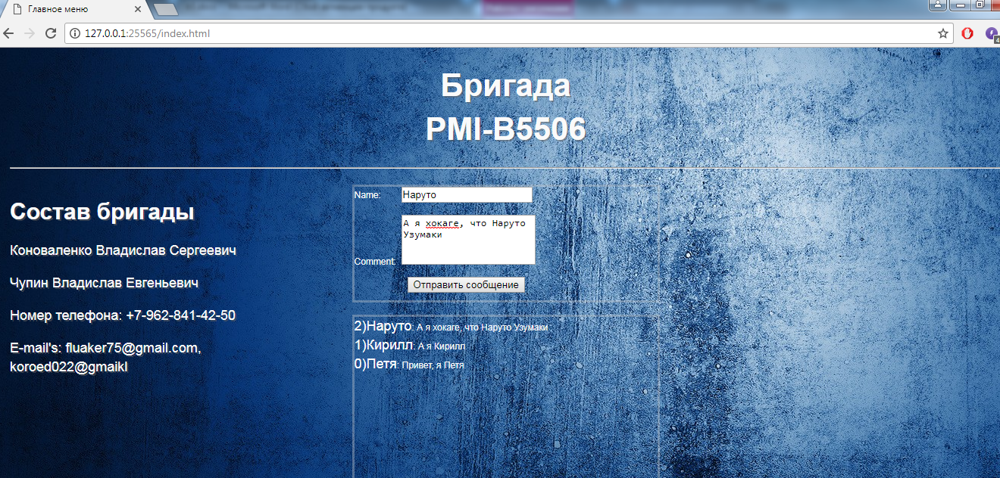 Главное меню
127.0.0.1:25565/index.html
4
Бригада
PMI-B5506
Состав бригады
Коноваленко Владислав Сергеевич
Чупин Владислав Евгеньевич
Номер телефона: +7-962-841-42-50
E-mail's: fluaker75@gmail.com,
koroed022@gmaikl
Name: Наруто
А я хокаге, что Наруто
Узумаки
Comment:
Отправить сообщение
2)Наруто: А я хокаге, что Наруто Узумаки
1)Кирилл: А я Кирилл
0)Петя: Привет, я Петя